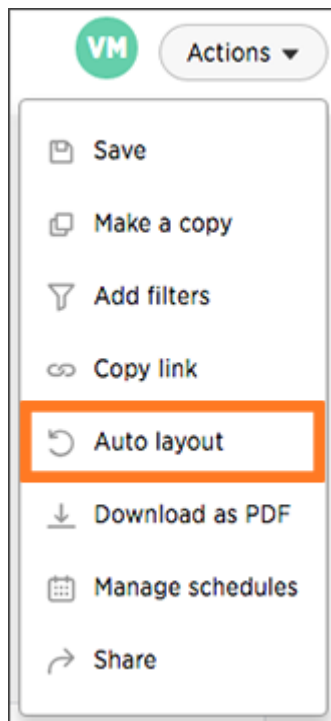 VM
Actions
Save
Make a copy
Add filters
Copy link
Auto layout
Download as PDF
Manage schedules
Share